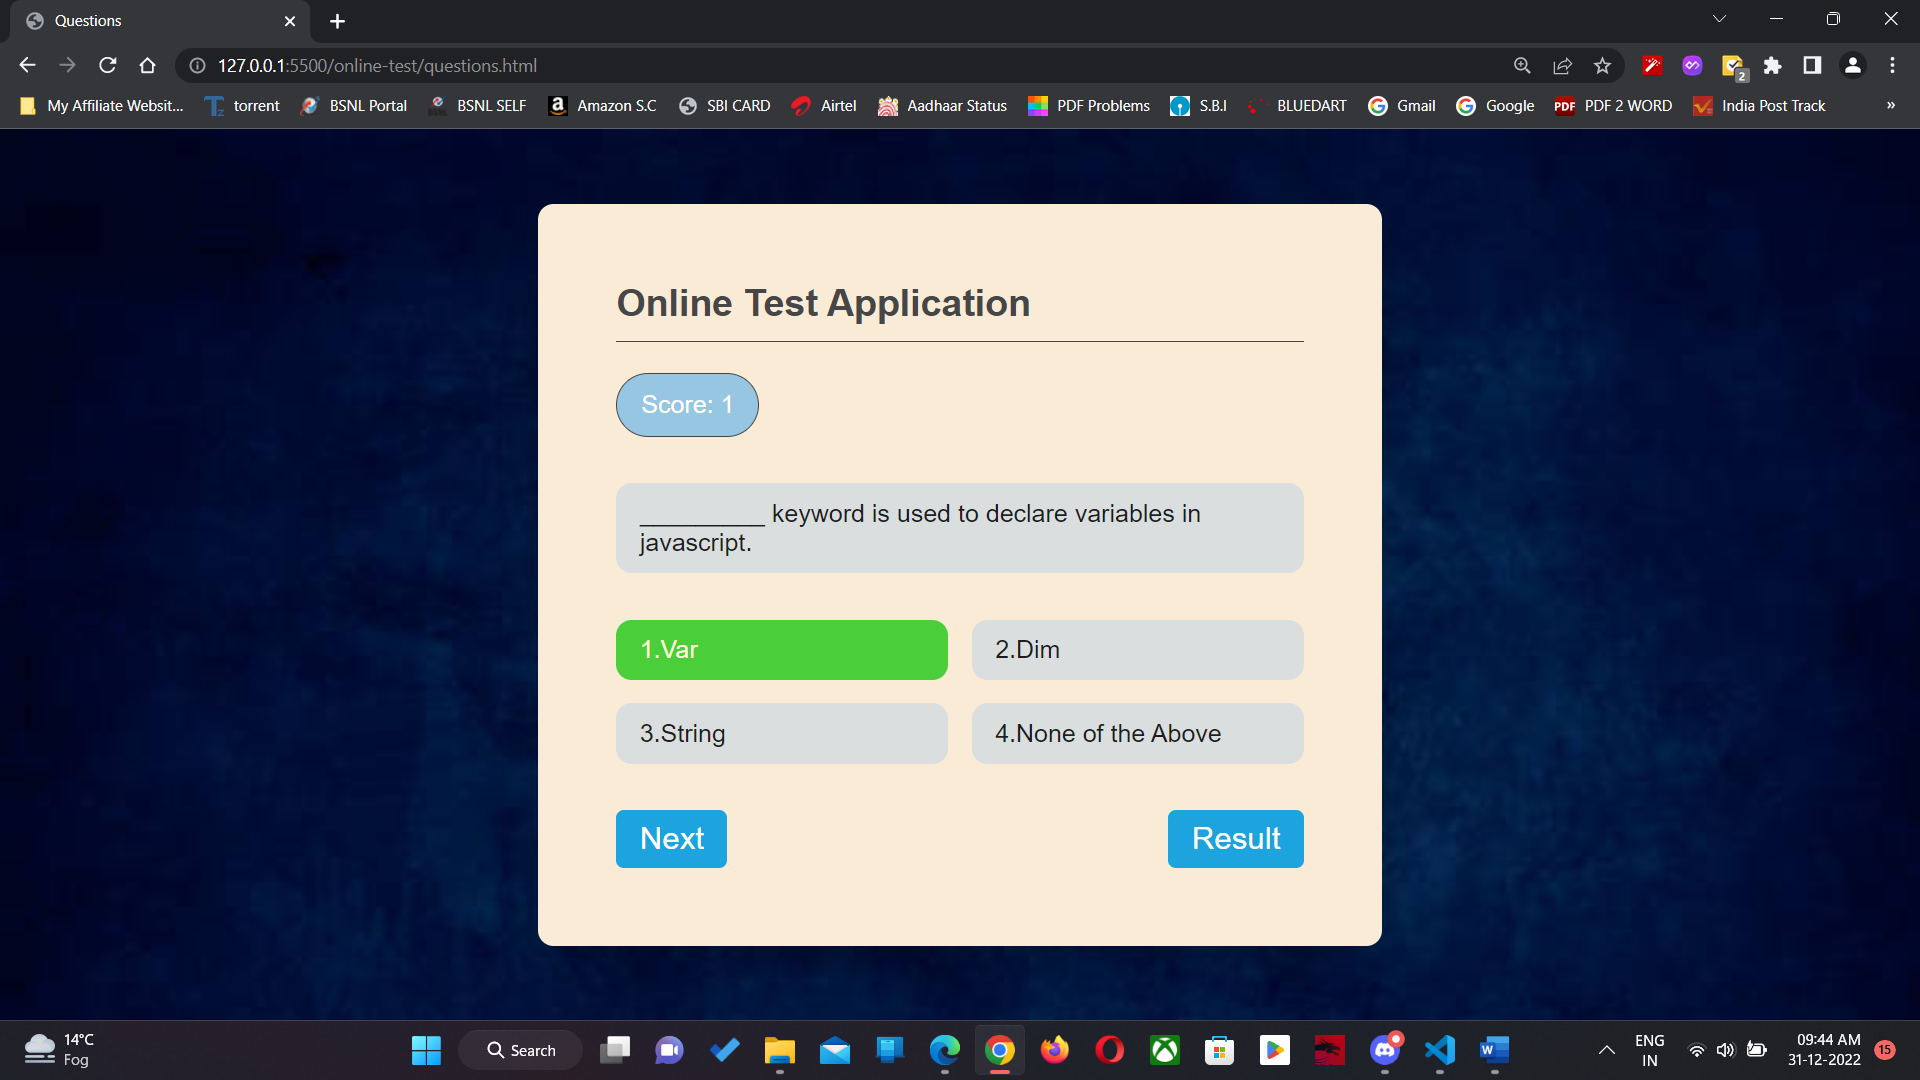 Questions
127.0.0.1:5500/online-test/questions.html
2
My Affiliate Websit...
torrent
BSNL Portal
BSNL SELF
Amazon S.C
SBI CARD
Airtel
Aadhaar Status
PDF Problems
S.B.I
BLUEDART
Gmail
Google
PDF
PDF 2 WORD
India Post Track
»
Online Test Application
Score: 1
_________ keyword is used to declare variables in
javascript.
1.Var
2.Dim
3.String
4.None of the Above
Next
Result
14°C
Fog
Search
ENG
IN
09:44 AM
31-12-2022
15